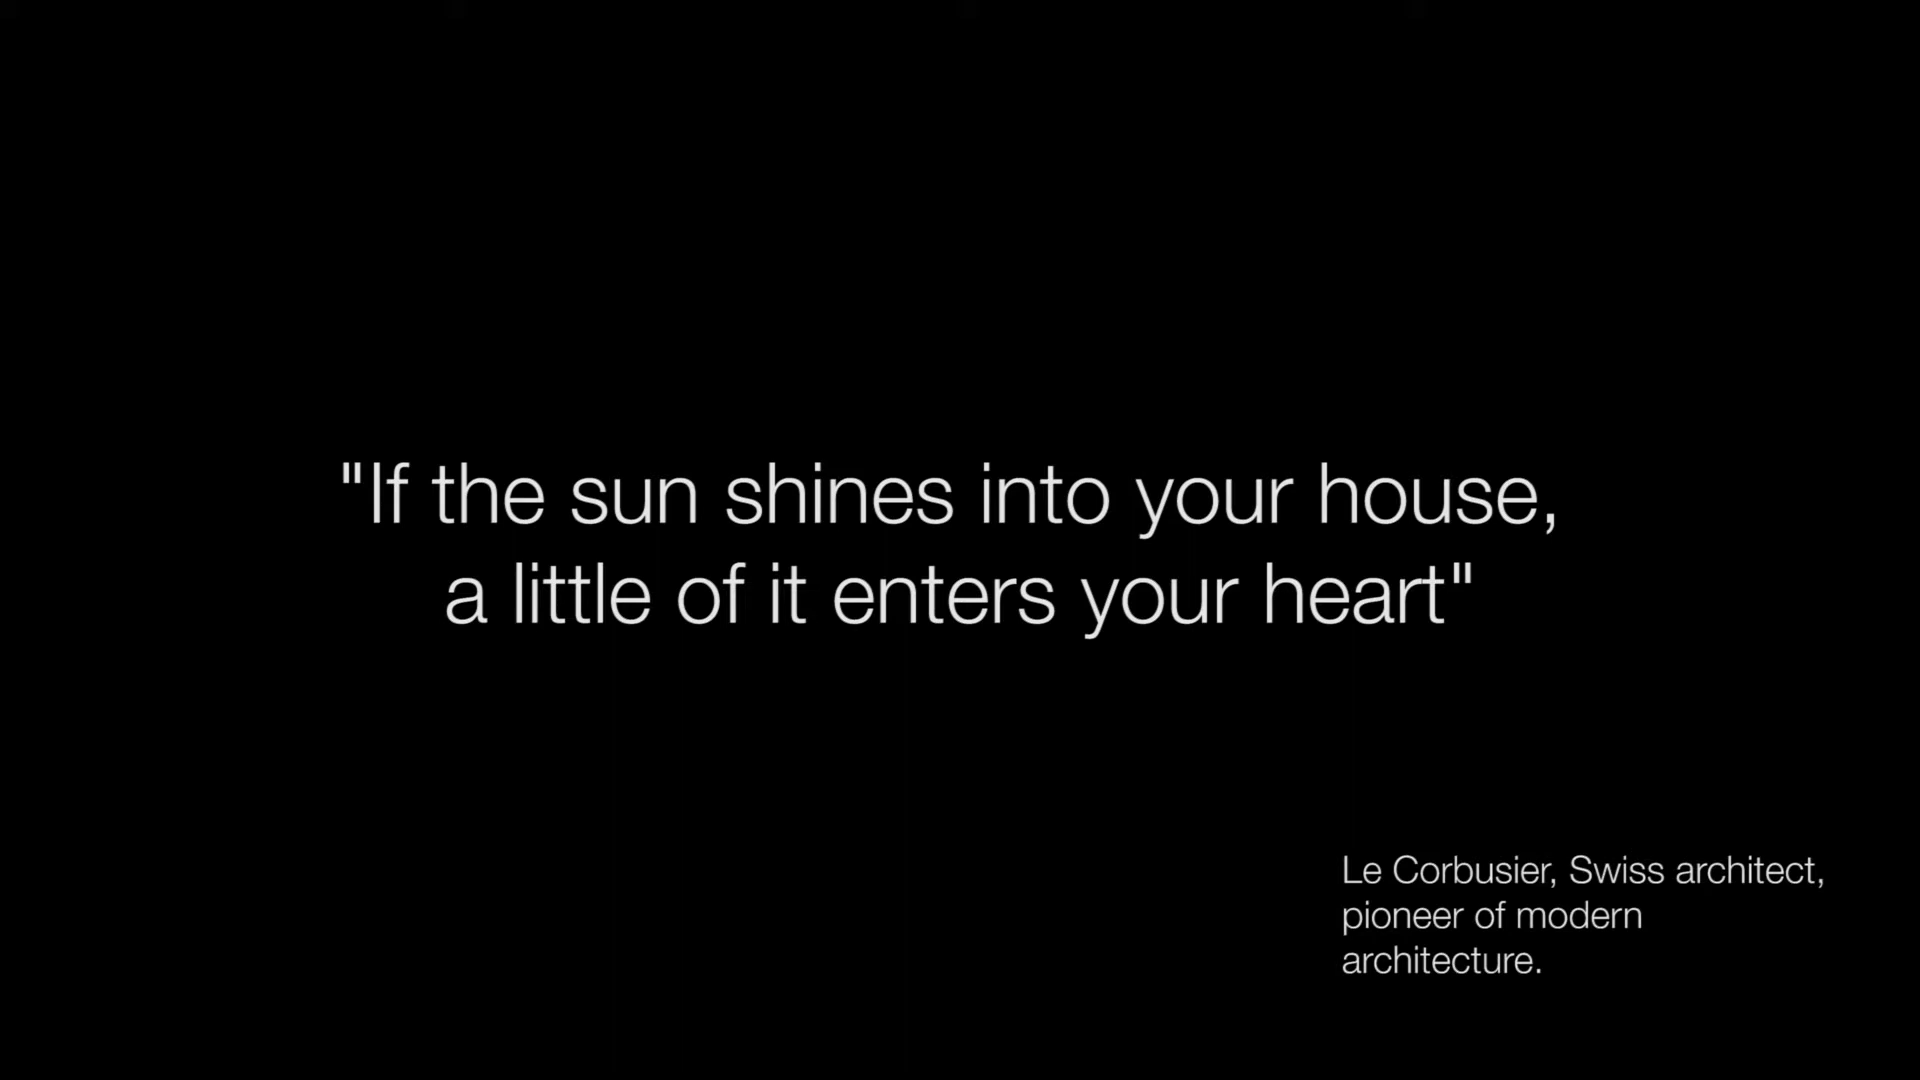 "If the sun shines into your house,
a little of it enters your heart"
Le Corbusier, Swiss architect,
pioneer of modern
architecture.